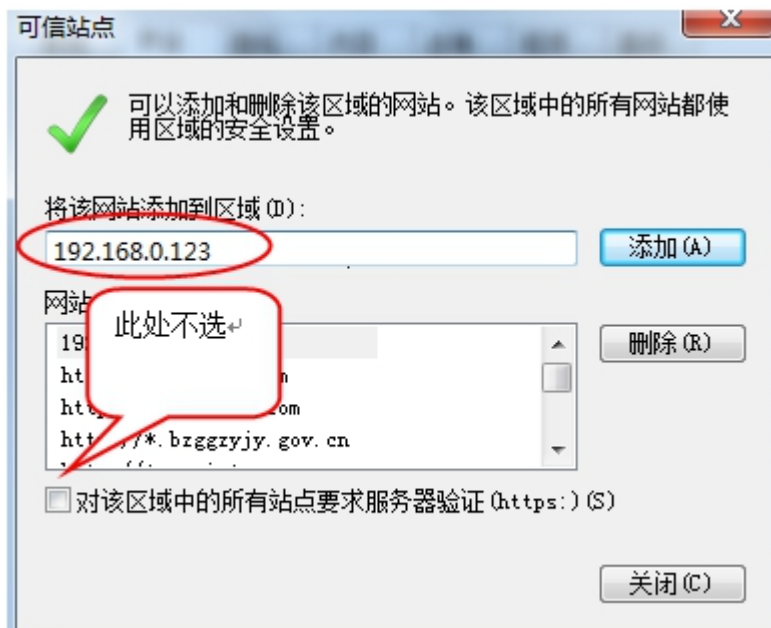 可信站点
可以添加和删除该区域的网站。该区域中的所有网站都使
用区域的安全设置。
将该网站添加到区域(D):
192.168.0.123
添加(A)
网站
此处不选
删除(R)
http://*.bzggzyjy.gov.cn
对该区域中的所有站点要求服务器验证(https:)(S)
关闭(C)